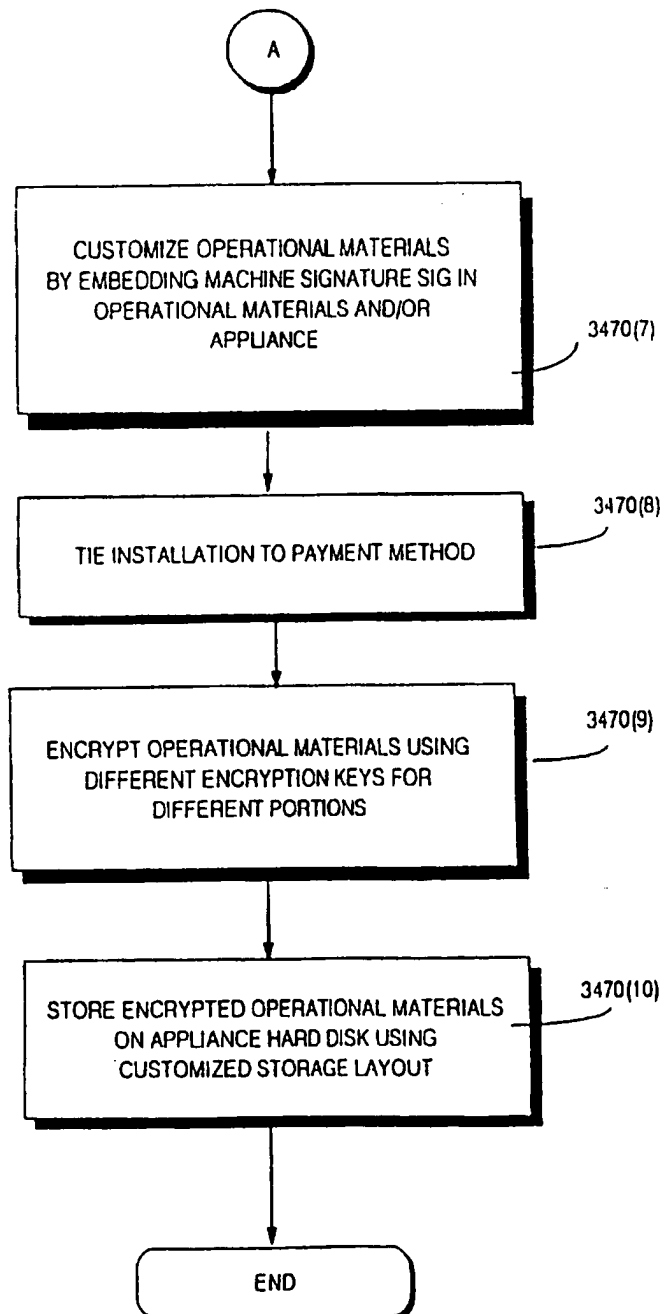 A
CUSTOMIZE OPERATIONAL MATERIALS
BY EMBEDDING MACHINE SIGNATURE SIG IN
OPERATIONAL MATERIALS AND/OR
APPLIANCE
3470(7)
3470(8)
TIE INSTALLATION TO PAYMENT METHOD
3470(9)
ENCRYPT OPERATIONAL MATERIALS USING
DIFFERENT ENCRYPTION KEYS FOR
DIFFERENT PORTIONS
3470(10)
STORE ENCRYPTED OPERATIONAL MATERIALS
ON APPLIANCE HARD DISK USING
CUSTOMIZED STORAGE LAYOUT
END